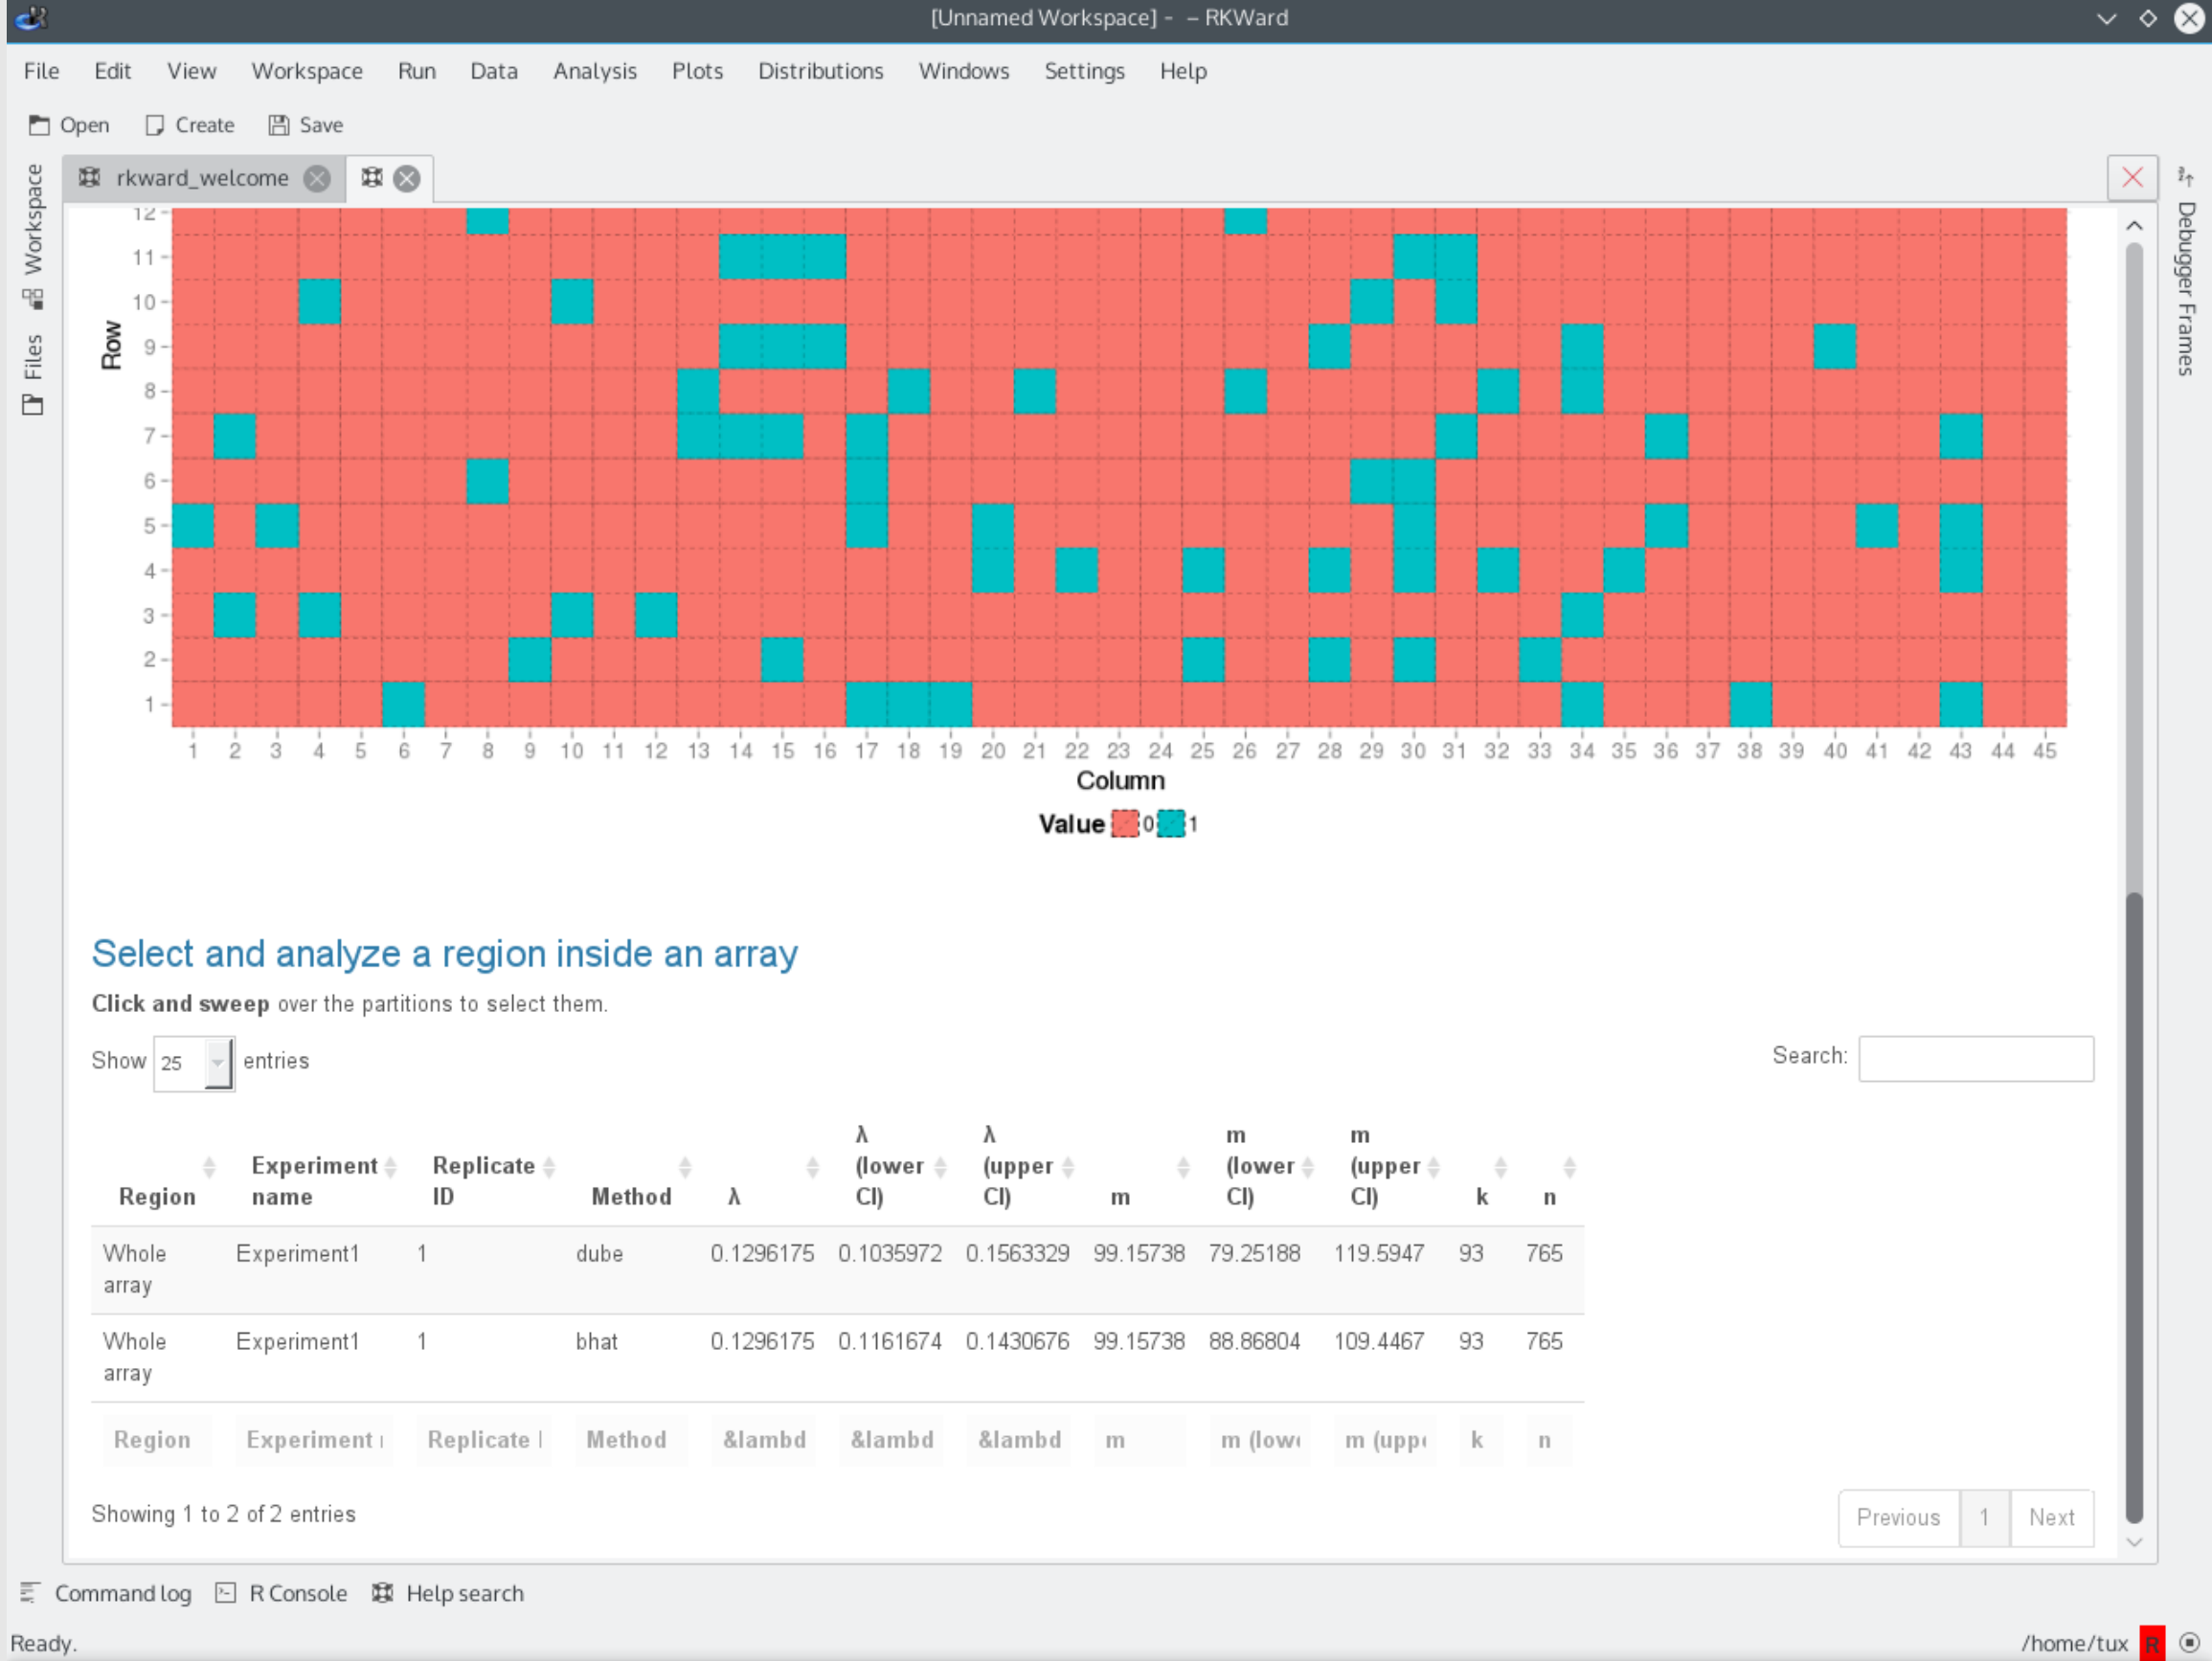 [Unnamed Workspace] - – RKWard
File Edit View Workspace Run Data Analysis Plots Distributions Windows Settings Help
Open Create Save
Workspace
Files
rkward_welcome
Debugger Frames
Row
12
11
10
9
8
7
6
5
4
3
2
1
1 2 3 4 5 6 7 8 9 10 11 12 13 14 15 16 17 18 19 20 21 22 23 24 25 26 27 28 29 30 31 32 33 34 35 36 37 38 39 40 41 42 43 44 45
Column
Value 0 1
Select and analyze a region inside an array
Click and sweep over the partitions to select them.
Show 25 entries Search:
λ λ m m
Experiment Replicate (lower (upper (lower (upper
Region name ID Method λ CI) CI) m CI) CI) k n
Whole Experiment1 1 dube 0.1296175 0.1035972 0.1563329 99.15738 79.25188 119.5947 93 765
array
Whole Experiment1 1 bhat 0.1296175 0.1161674 0.1430676 99.15738 88.86804 109.4467 93 765
array
Region Experiment Replicate Method &lambd &lambd &lambd m m (low m (upp k n
Showing 1 to 2 of 2 entries Previous 1 Next
Command log R Console Help search
Ready. /home/tux R